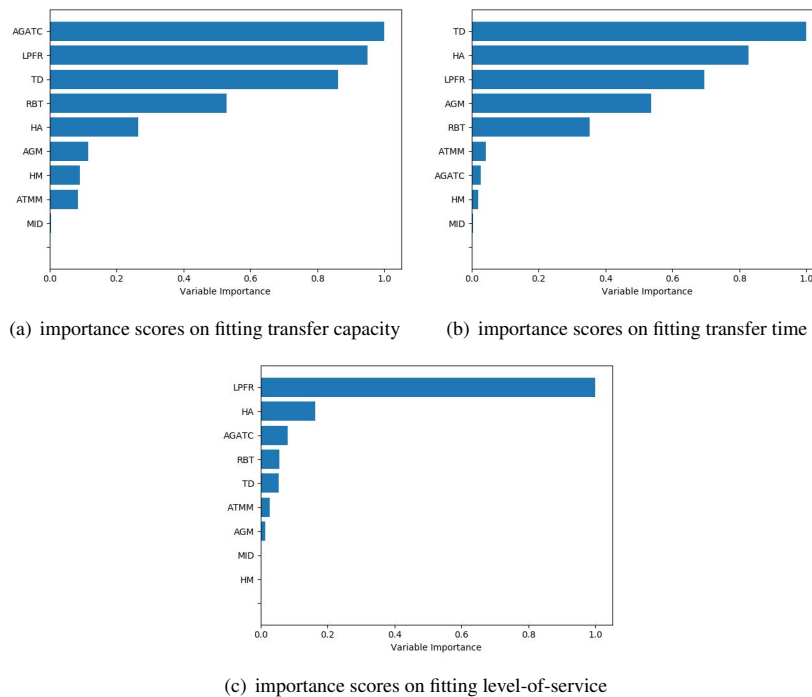 AGATC
LPFR
TD
RBT
HA
AGM
HM
ATMM
MID
0.0 0.2 0.4 0.6 0.8 1.0
Variable Importance
(a) importance scores on fitting transfer capacity
TD
HA
LPFR
AGM
RBT
ATMM
AGATC
HM
MID
0.0 0.2 0.4 0.6 0.8 1.0
Variable Importance
(b) importance scores on fitting transfer time
LPFR
HA
AGATC
RBT
TD
ATMM
AGM
MID
HM
0.0 0.2 0.4 0.6 0.8 1.0
Variable Importance
(c) importance scores on fitting level-of-service